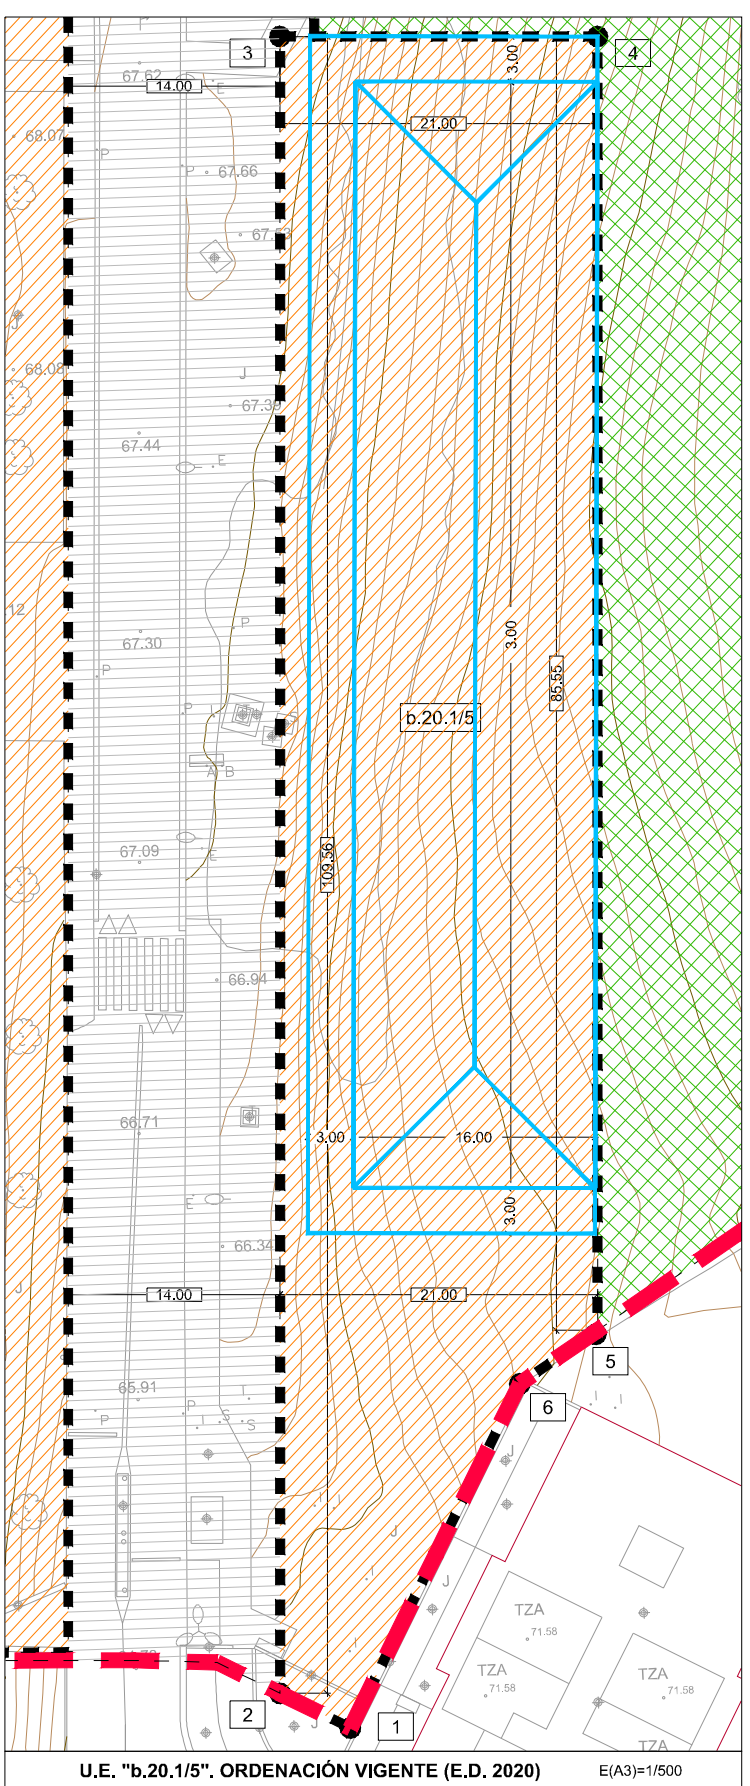 3
4
3.00
67.62
E
14.00
21.00
68.07
P
P
67.66
67.53
J
68.08
J
67.39
67.44
E
12
P
67.30
3.00
P
85.55
P
b.20.1/5
A B
67.09
E
109.56
66.94
66.71
3.00
16.00
E
3.00
66.34
J
14.00
21.00
5
65.91
6
P
P
I
S
I
S
J
J
J
TZA
71.58
TZA
71.58
TZA
71.58
2
J
1
TZA
U.E. "b.20.1/5". ORDENACIÓN VIGENTE (E.D. 2020)
E(A3)=1/500